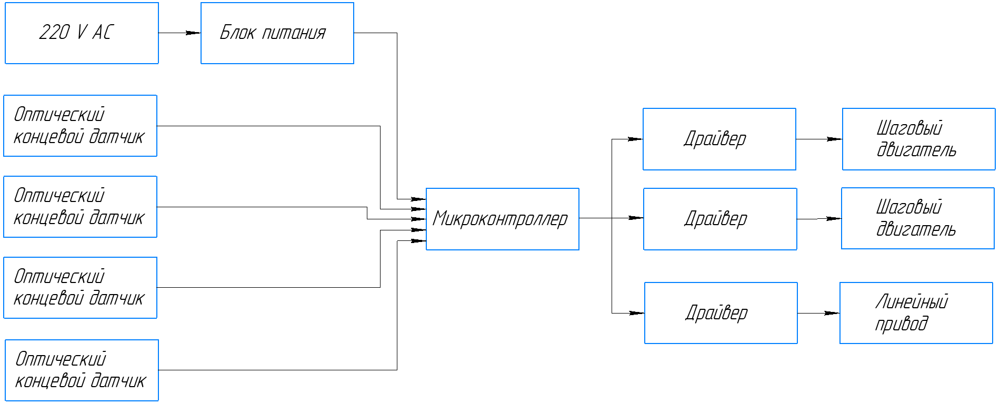 220 V AC
Блок питания
Оптический
концевой датчик
Оптический
концевой датчик
Оптический
концевой датчик
Оптический
концевой датчик
Микроконтроллер
Драйвер
Шаговый
двигатель
Драйвер
Шаговый
двигатель
Драйвер
Линейный
привод